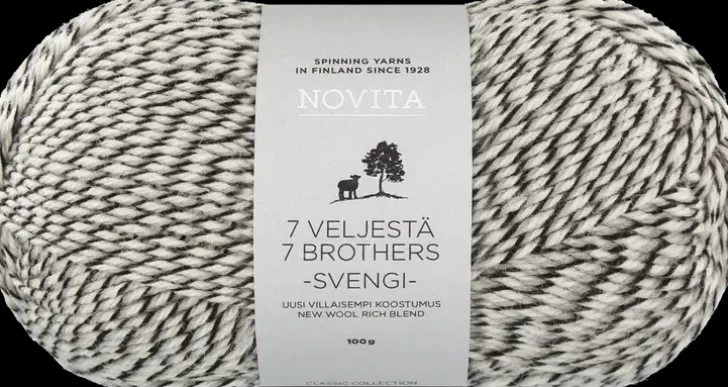 SPINNING YARNS
IN FINLAND SINCE 1928
NOVITA
7 VELJESTÄ
7 BROTHERS
-SVENGI-
UUSI VILLAISEMPI KOOSTUMUS
NEW WOOL RICH BLEND
100 g
CLASSIC COLLECTION